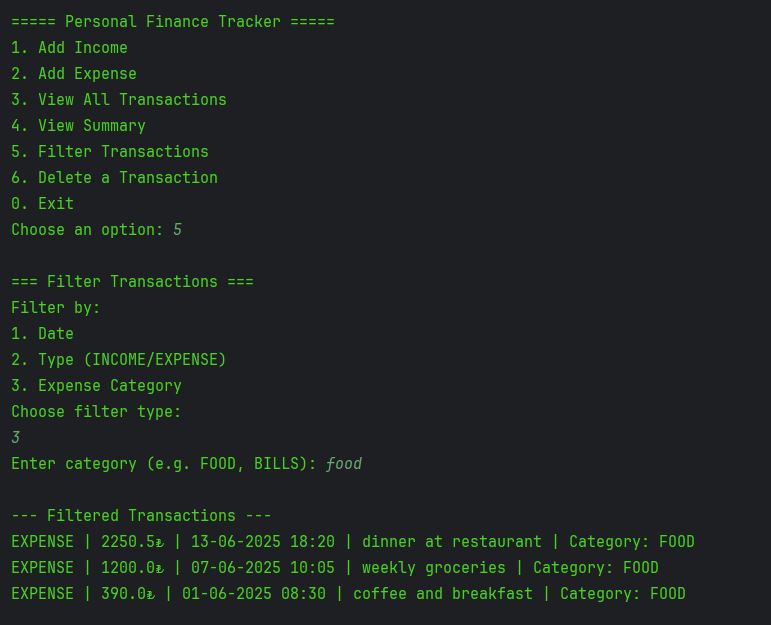 ===== Personal Finance Tracker =====
1. Add Income
2. Add Expense
3. View All Transactions
4. View Summary
5. Filter Transactions
6. Delete a Transaction
0. Exit
Choose an option: 5
=== Filter Transactions ===
Filter by:
1. Date
2. Type (INCOME/EXPENSE)
3. Expense Category
Choose filter type:
3
Enter category (e.g. FOOD, BILLS): food
--- Filtered Transactions ---
EXPENSE | 2250.5₺ | 13-06-2025 18:20 | dinner at restaurant | Category: FOOD
EXPENSE | 1200.0₺ | 07-06-2025 10:05 | weekly groceries | Category: FOOD
EXPENSE | 390.0₺ | 01-06-2025 08:30 | coffee and breakfast | Category: FOOD